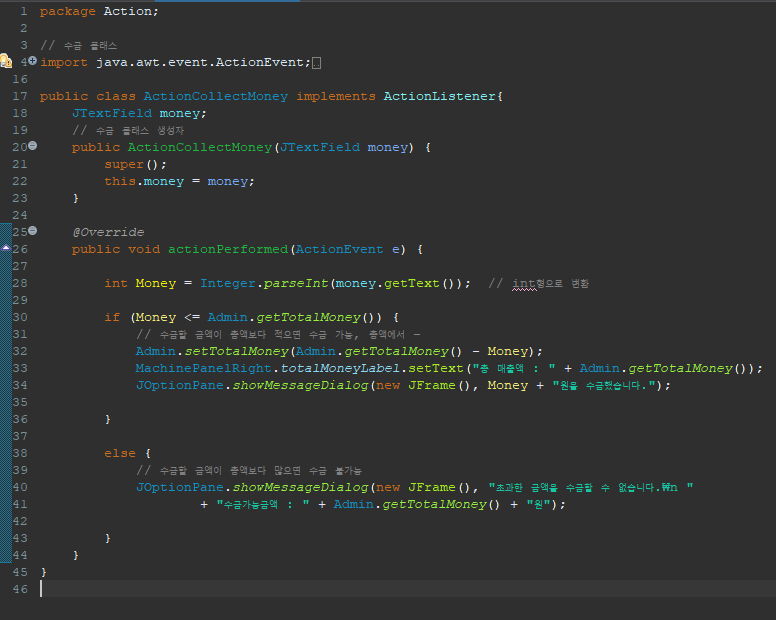 1 package Action;
2
3 // 수금 클래스
4 import java.awt.event.ActionEvent;
16
17 public class ActionCollectMoney implements ActionListener{
18 JTextField money;
19 // 수금 클래스 생성자
20 public ActionCollectMoney(JTextField money) {
21 super();
22 this.money = money;
23 }
24
25 @Override
26 public void actionPerformed(ActionEvent e) {
27
28 int Money = Integer.parseInt(money.getText()); // int형으로 변환
29
30 if (Money <= Admin.getTotalMoney()) {
31 // 수금할 금액이 총액보다 적으면 수금 가능, 총액에서 -
32 Admin.setTotalMoney(Admin.getTotalMoney() - Money);
33 MachinePanelRight.totalMoneyLabel.setText("총 매출액 : " + Admin.getTotalMoney());
34 JOptionPane.showMessageDialog(new JFrame(), Money + "원을 수금했습니다.");
35
36 }
37
38 else {
39 // 수금할 금액이 총액보다 많으면 수금 불가능
40 JOptionPane.showMessageDialog(new JFrame(), "초과한 금액을 수금할 수 없습니다.₩n "
41 + "수금가능금액 : " + Admin.getTotalMoney() + "원");
42
43 }
44 }
45 }
46